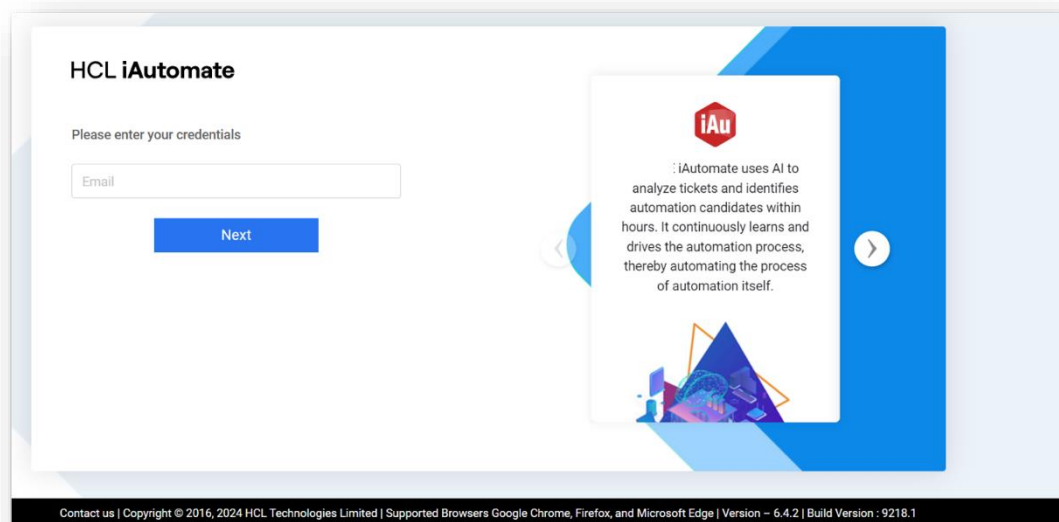 HCL iAutomate
Please enter your credentials
Email
Next
iAu
iAutomate uses AI to
analyze tickets and identifies
automation candidates within
hours. It continuously learns and
drives the automation process,
thereby automating the process
of automation itself.
Contact us | Copyright © 2016, 2024 HCL Technologies Limited | Supported Browsers Google Chrome, Firefox, and Microsoft Edge | Version – 6.4.2 | Build Version : 9218.1